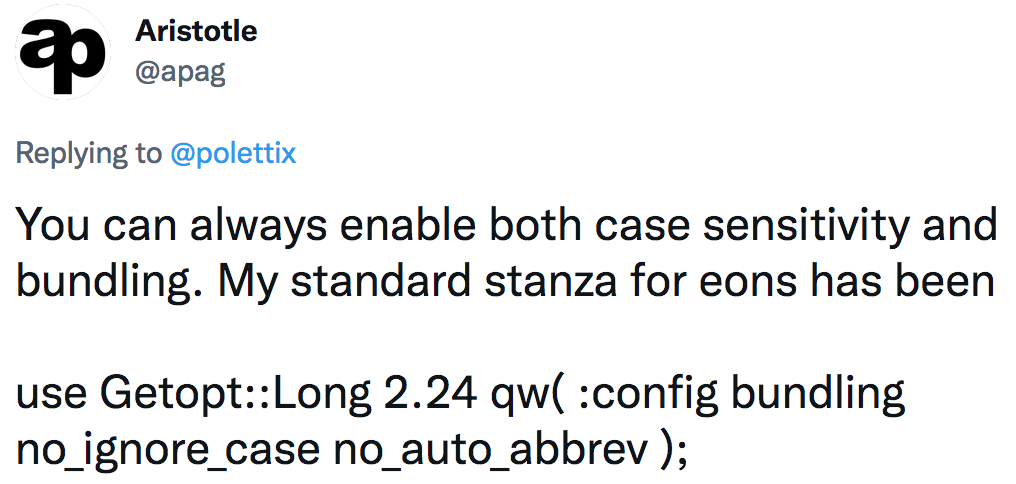 ap
Aristotle
@apag
Replying to @polettix
You can always enable both case sensitivity and
bundling. My standard stanza for eons has been
use Getopt::Long 2.24 qw( :config bundling
no_ignore_case no_auto_abbrev );